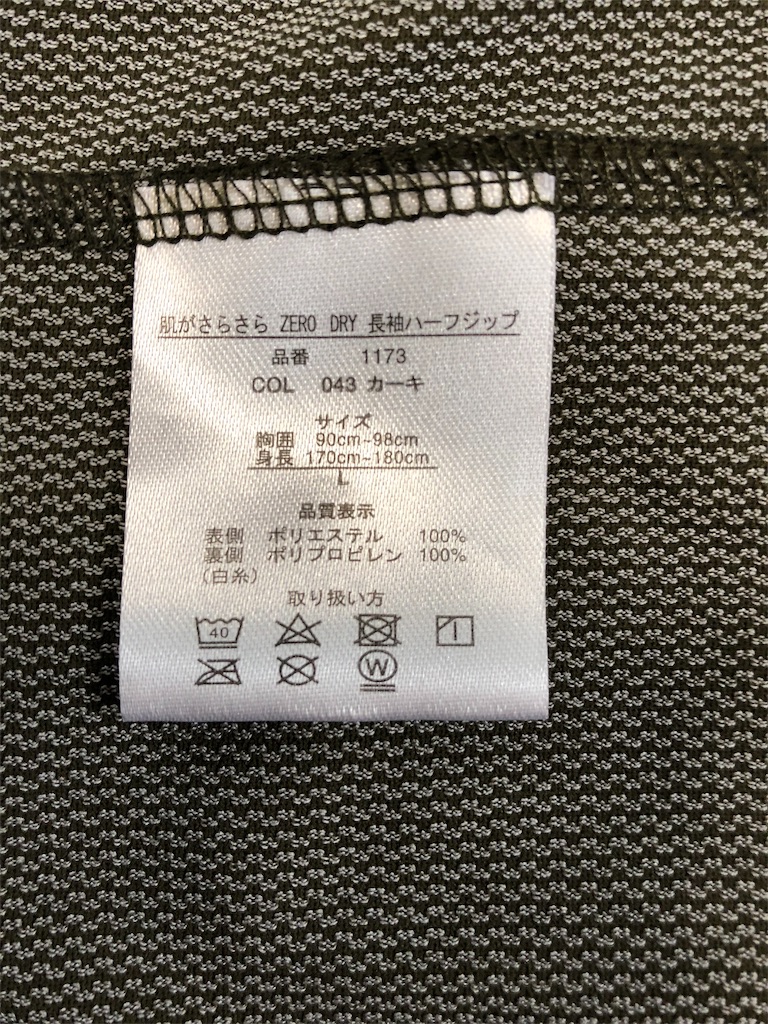 肌がさらさら ZERO DRY 長袖ハーフジップ
品番 1173
COL 043 カーキ
サイズ
胸囲 90cm~98cm
身長 170cm~180cm
L
品質表示
表側 ポリエステル 100%
裏側 ポリプロピレン 100%
(白糸)
取り扱い方
40
W